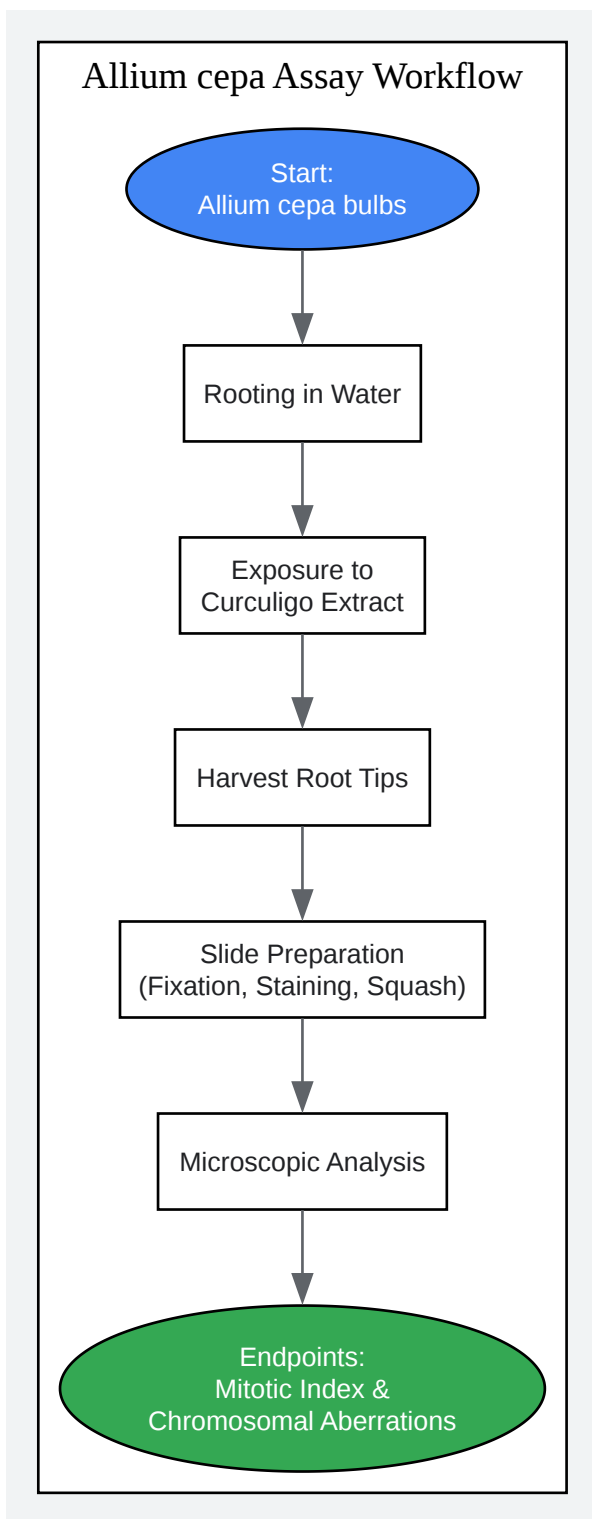 Allium cepa Assay Workflow
Start:
Allium cepa bulbs
Rooting in Water
Exposure to
Curculigo Extract
Harvest Root Tips
Slide Preparation
(Fixation, Staining, Squash)
Microscopic Analysis
Endpoints:
Mitotic Index &
Chromosomal Aberrations